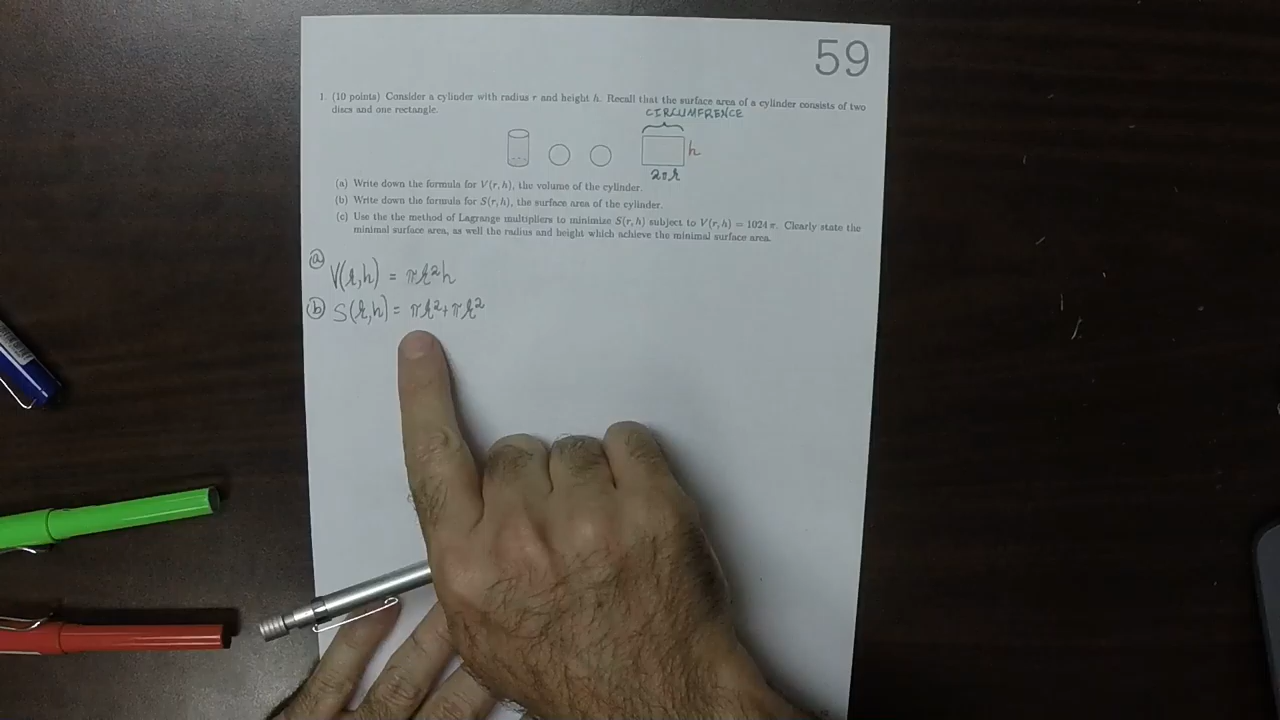 59
1. (10 points) Consider a cylinder with radius r and height h. Recall that the surface area of a cylinder consists of two
discs and one rectangle.
CIRCUMFRENCE
h
2πr
(a) Write down the formula for V(r, h), the volume of the cylinder.
(b) Write down the formula for S(r, h), the surface area of the cylinder.
(c) Use the the method of Lagrange multipliers to minimize S(r, h) subject to V(r, h) = 1024 π. Clearly state the
minimal surface area, as well the radius and height which achieve the minimal surface area.
(a) V(r,h) = πr²h
(b) S(r,h) = πr² + πr²